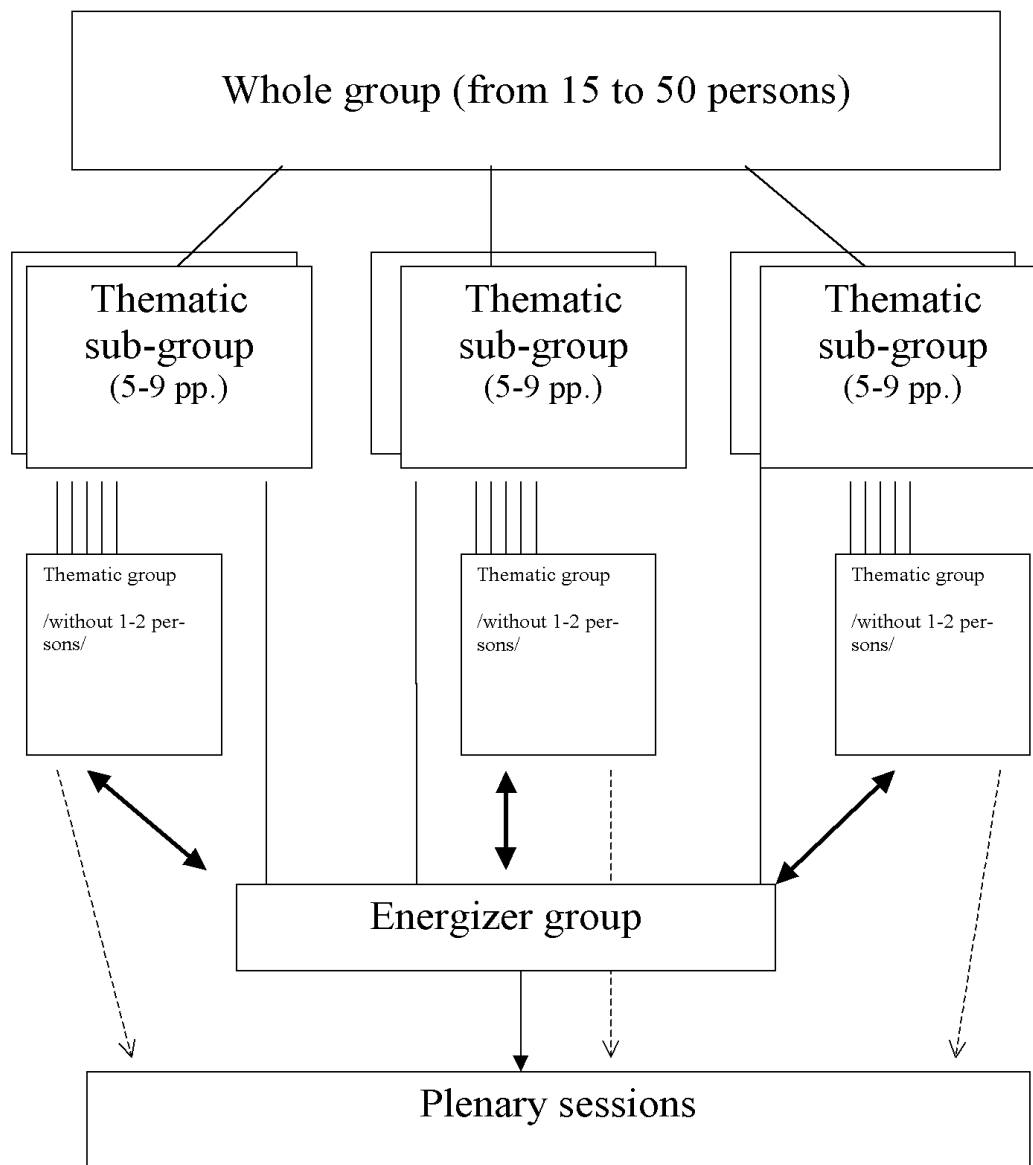 Whole group (from 15 to 50 persons)
Thematic
sub-group
(5-9 pp.)
Thematic
sub-group
(5-9 pp.)
Thematic
sub-group
(5-9 pp.)
Thematic group
/without 1-2 per-
sons/
Thematic group
/without 1-2 per-
sons/
Thematic group
/without 1-2 per-
sons/
Energizer group
Plenary sessions